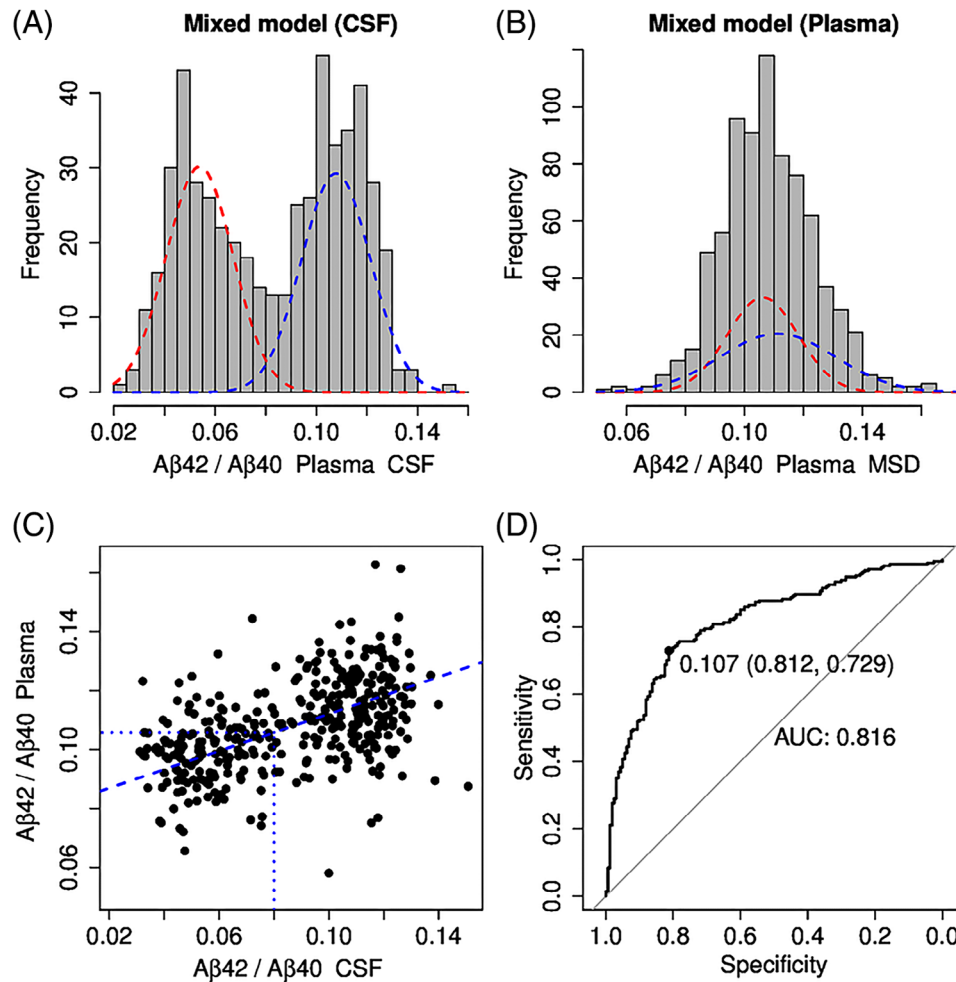 (A) Mixed model (CSF)
Frequency
0 10 20 30 40
0.02 0.06 0.10 0.14
Aβ42 / Aβ40 Plasma CSF
(B) Mixed model (Plasma)
Frequency
0 20 40 60 80 100
0.06 0.10 0.14
Aβ42 / Aβ40 Plasma MSD
(C)
Aβ42 / Aβ40 Plasma
0.06 0.10 0.14
0.02 0.06 0.10 0.14
Aβ42 / Aβ40 CSF
(D)
Sensitivity
0.0 0.2 0.4 0.6 0.8 1.0
0.107 (0.812, 0.729)
AUC: 0.816
1.0 0.8 0.6 0.4 0.2 0.0
Specificity